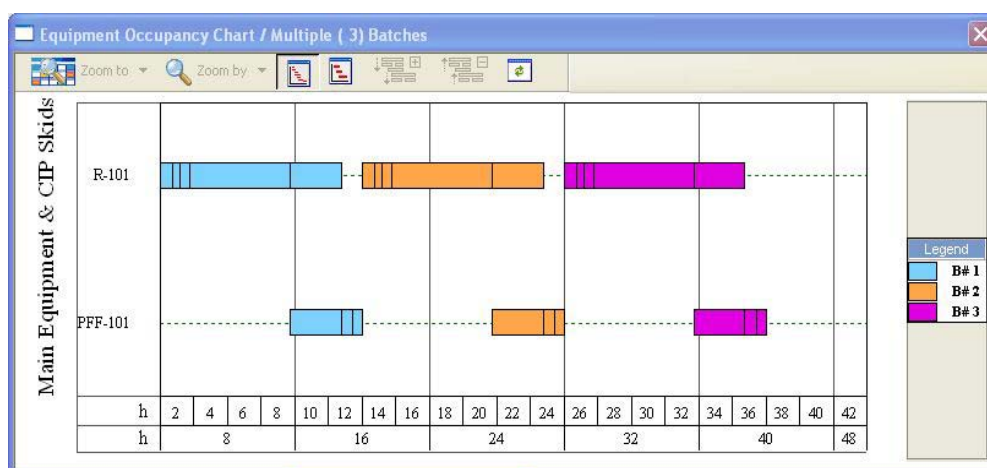 Equipment Occupancy Chart / Multiple ( 3) Batches
Zoom to Zoom by
Main Equipment & CIP Skids
R-101
PFF-101
Legend
B# 1
B# 2
B# 3
h 2 4 6 8 10 12 14 16 18 20 22 24 26 28 30 32 34 36 38 40 42
h 8 16 24 32 40 48